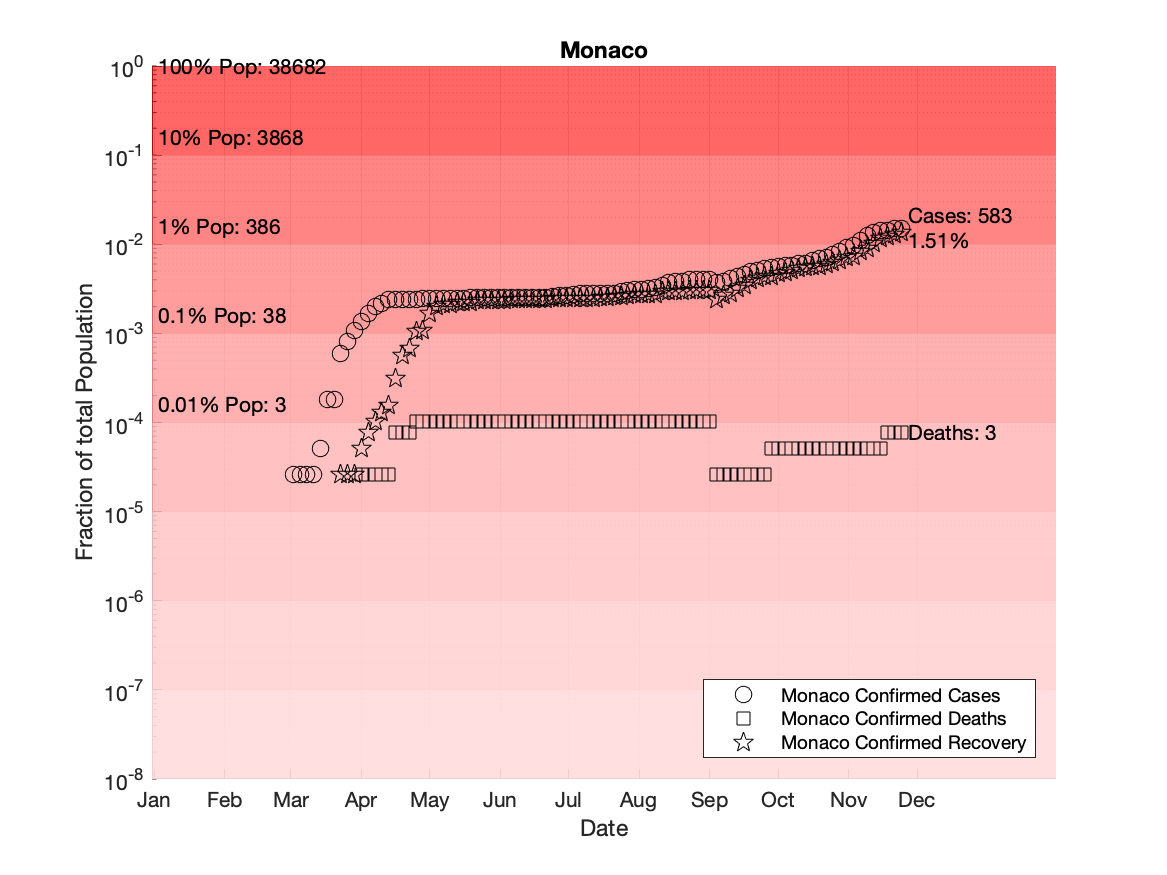 Monaco
10^0
10^-1
10^-2
10^-3
10^-4
10^-5
10^-6
10^-7
10^-8
Fraction of total Population
100% Pop: 38682
10% Pop: 3868
1% Pop: 386
0.1% Pop: 38
0.01% Pop: 3
Cases: 583
1.51%
Deaths: 3
Monaco Confirmed Cases
Monaco Confirmed Deaths
Monaco Confirmed Recovery
Jan Feb Mar Apr May Jun Jul Aug Sep Oct Nov Dec
Date